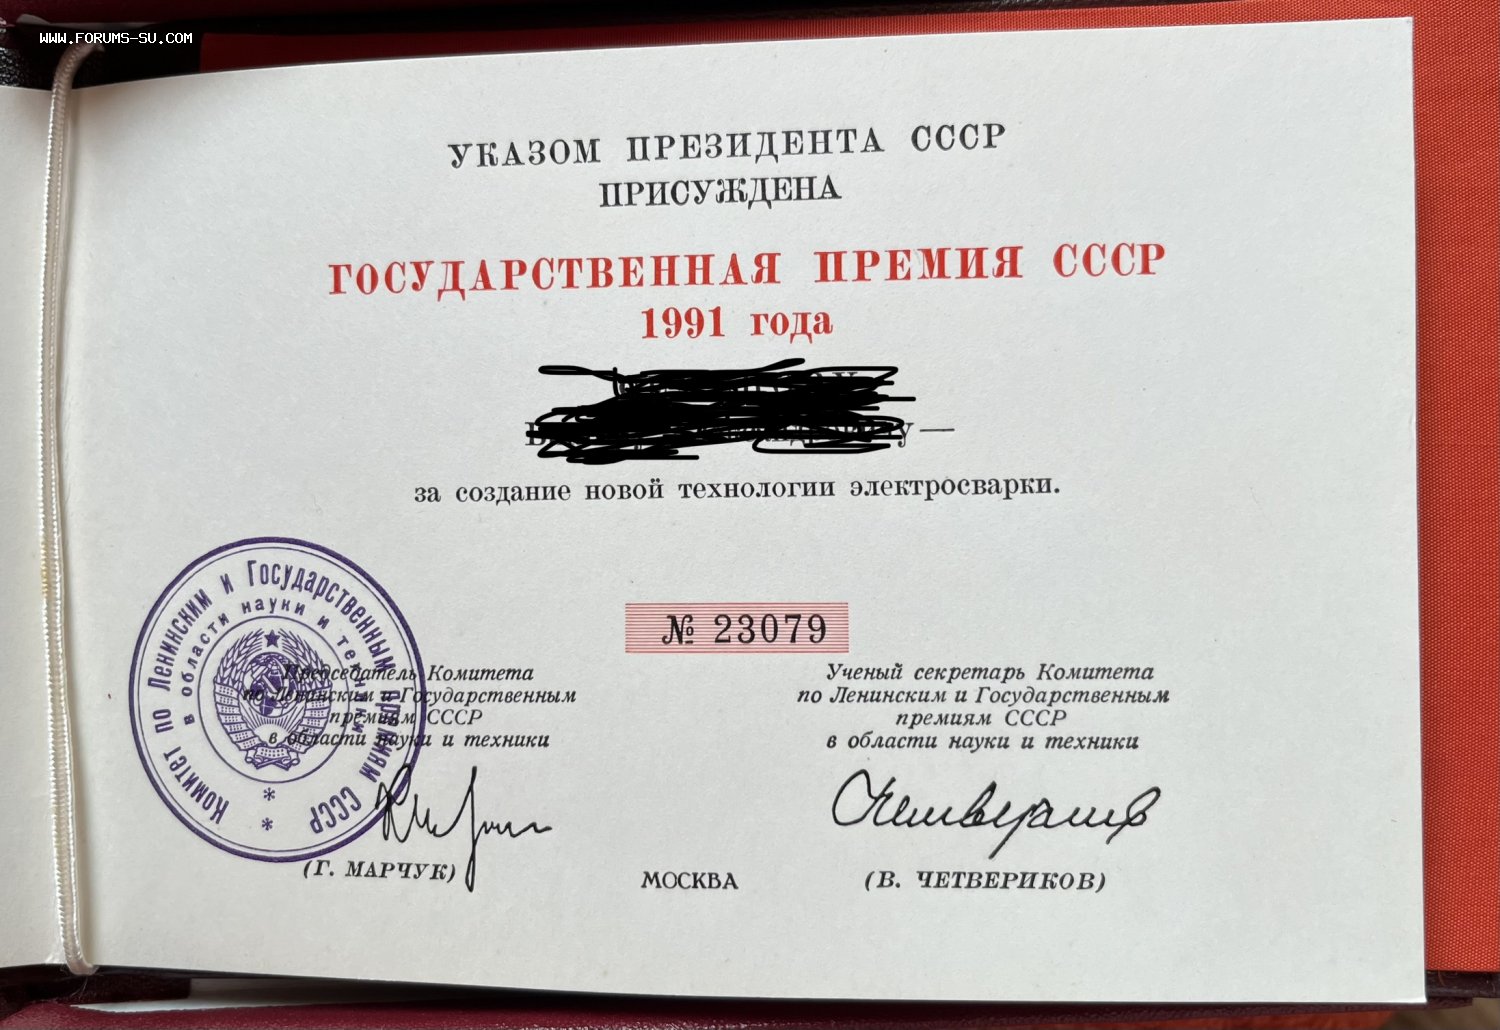 WWW.FORUMS-SU.COM
УКАЗОМ ПРЕЗИДЕНТА СССР
ПРИСУЖДЕНА
ГОСУДАРСТВЕННАЯ ПРЕМИЯ СССР
1991 года
—
за создание новой технологии электросварки.
№ 23079
Комитет по Ленинским и Государственным премиям СССР
в области науки и техники
Председатель Комитета
по Ленинским и Государственным
премиям СССР
в области науки и техники
(Г. МАРЧУК)
МОСКВА
Ученый секретарь Комитета
по Ленинским и Государственным
премиям СССР
в области науки и техники
(В. ЧЕТВЕРИКОВ)